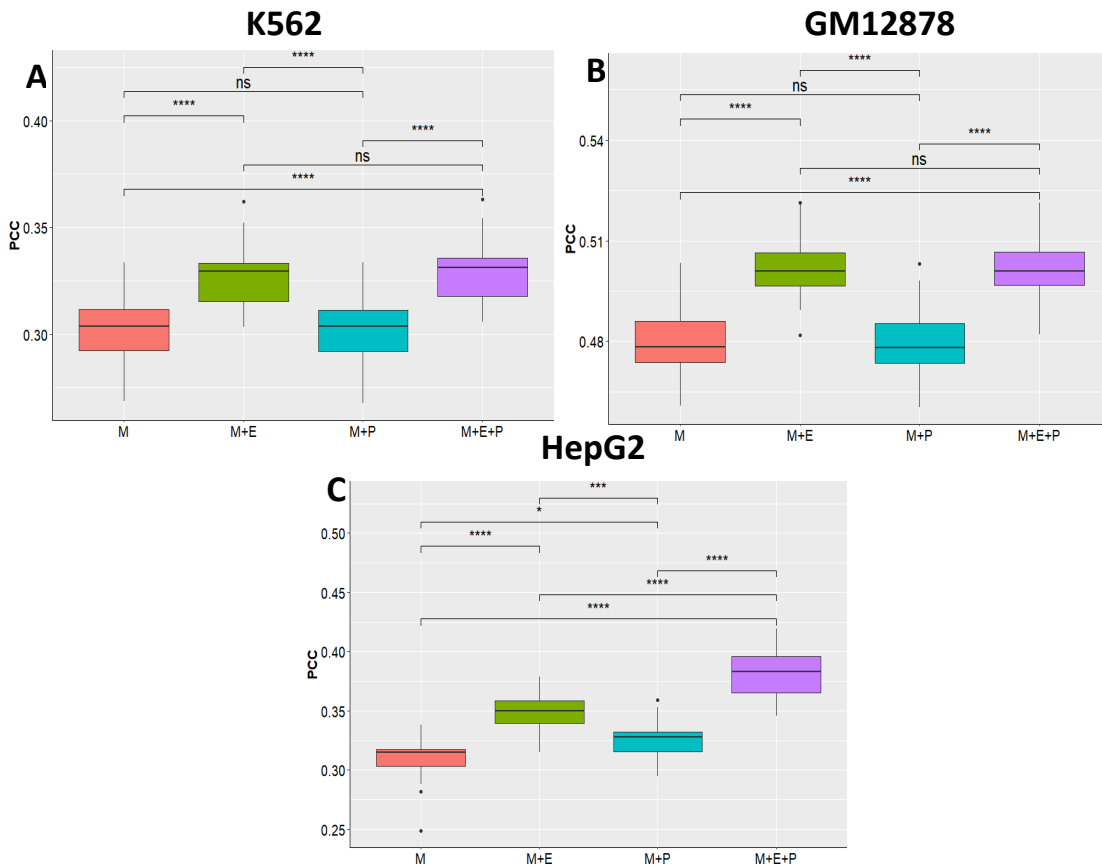 K562
GM12878
A
****
ns
****
****
ns
****
0.40
0.35
0.30
PCC
M
M+E
M+P
M+E+P
B
****
ns
****
****
ns
****
0.54
0.51
0.48
PCC
M
M+E
M+P
M+E+P
HepG2
C
***
*
****
****
****
****
0.50
0.45
0.40
0.35
0.30
0.25
PCC
M
M+E
M+P
M+E+P